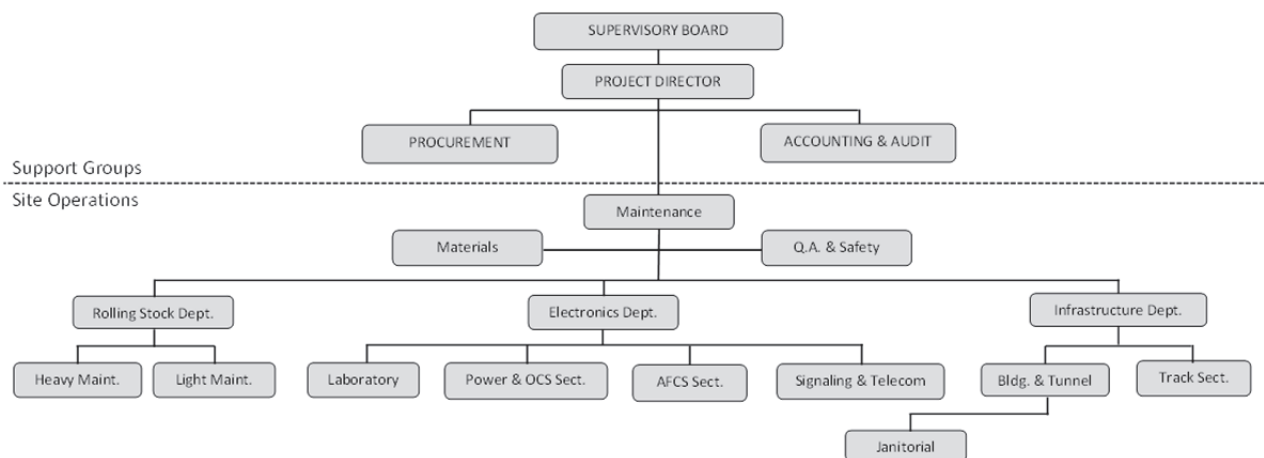 SUPERVISORY BOARD
PROJECT DIRECTOR
PROCUREMENT
ACCOUNTING & AUDIT
Support Groups
Site Operations
Maintenance
Materials
Q.A. & Safety
Rolling Stock Dept.
Electronics Dept.
Infrastructure Dept.
Heavy Maint.
Light Maint.
Laboratory
Power & OCS Sect.
AFCS Sect.
Signaling & Telecom
Bldg. & Tunnel
Track Sect.
Janitorial